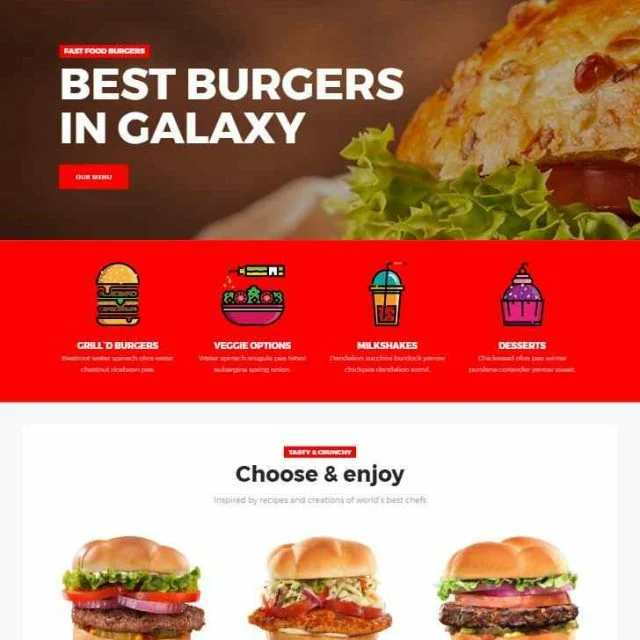 FAST FOOD BURGERS
BEST BURGERS
IN GALAXY
OUR MENU
GRILL`D BURGERS
VEGGIE OPTIONS
MILKSHAKES
DESSERTS
Beetroot water spinach okra water
chestnut ricebean pea.
Water spinach arugula pea tatsoi
aubergine spring onion.
Dandelion zucchini burdock yarrow
chickpea dandelion sorrel.
Chickweed okra pea winter
purslane coriander yarrow sweet.
TASTY & CRUNCHY
Choose & enjoy
Inspired by recipes and creations of world's best chefs